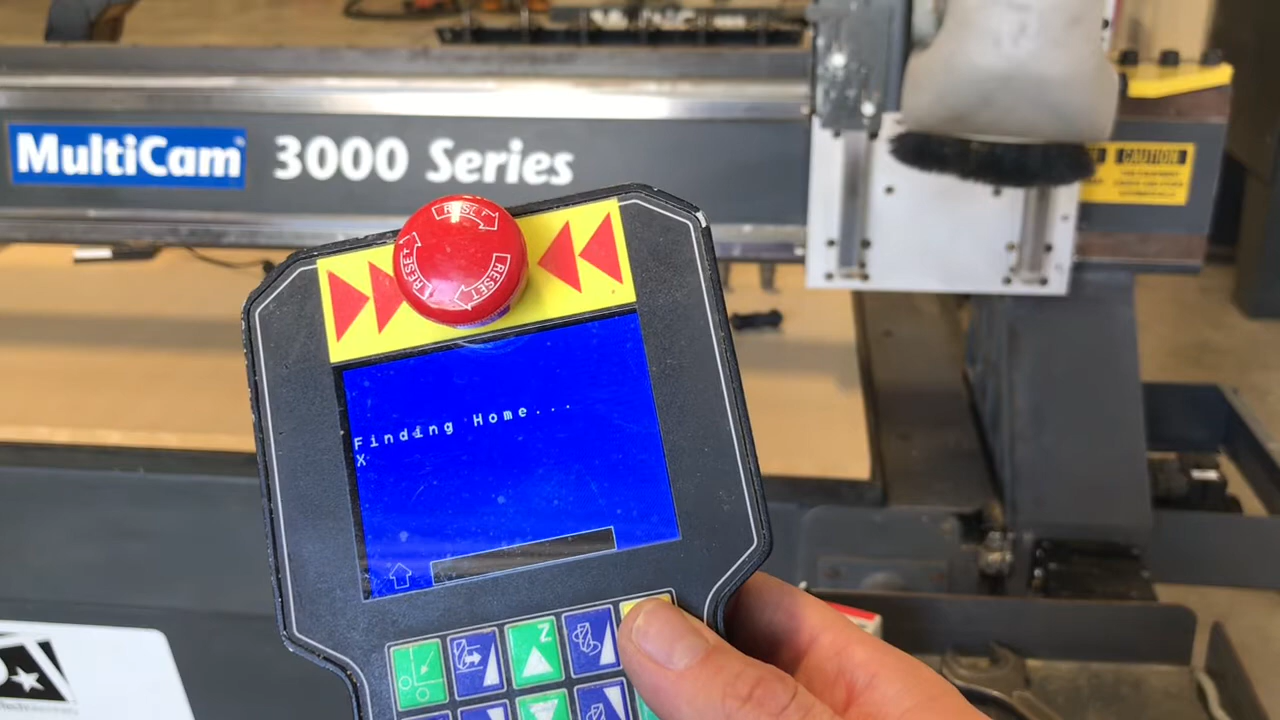 MultiCam 3000 Series
CAUTION
RESET
RESET
RESET
Finding Home...
X
Z